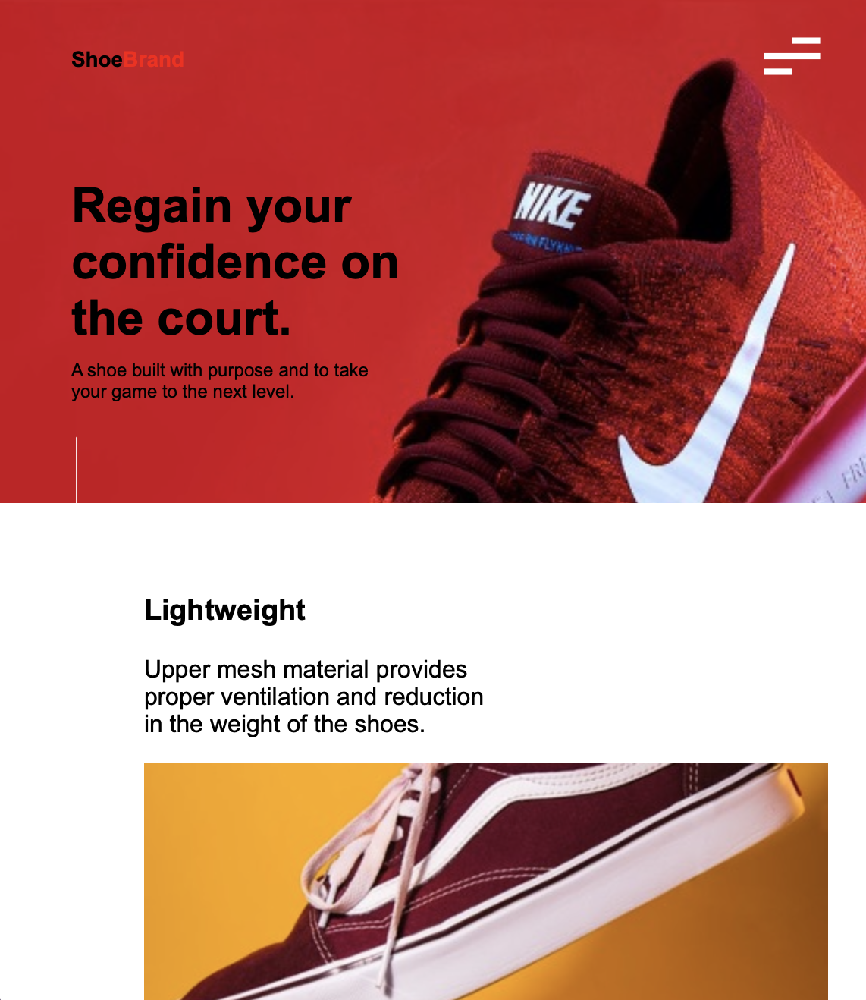 ShoeBrand
NIKE
Regain your
confidence on
the court.
A shoe built with purpose and to take
your game to the next level.
Lightweight
Upper mesh material provides
proper ventilation and reduction
in the weight of the shoes.